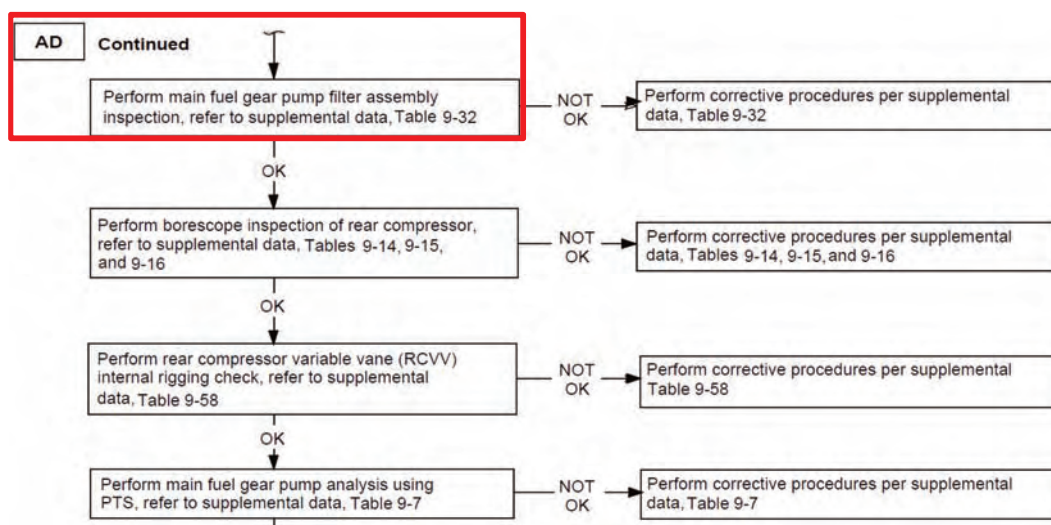 AD Continued
Perform main fuel gear pump filter assembly
inspection, refer to supplemental data, Table 9-32
NOT
OK
Perform corrective procedures per supplemental
data, Table 9-32
OK
Perform borescope inspection of rear compressor,
refer to supplemental data, Tables 9-14, 9-15,
and 9-16
NOT
OK
Perform corrective procedures per supplemental
data, Tables 9-14, 9-15, and 9-16
OK
Perform rear compressor variable vane (RCVV)
internal rigging check, refer to supplemental
data, Table 9-58
NOT
OK
Perform corrective procedures per supplemental
Table 9-58
OK
Perform main fuel gear pump analysis using
PTS, refer to supplemental data, Table 9-7
NOT
OK
Perform corrective procedures per supplemental
data, Table 9-7